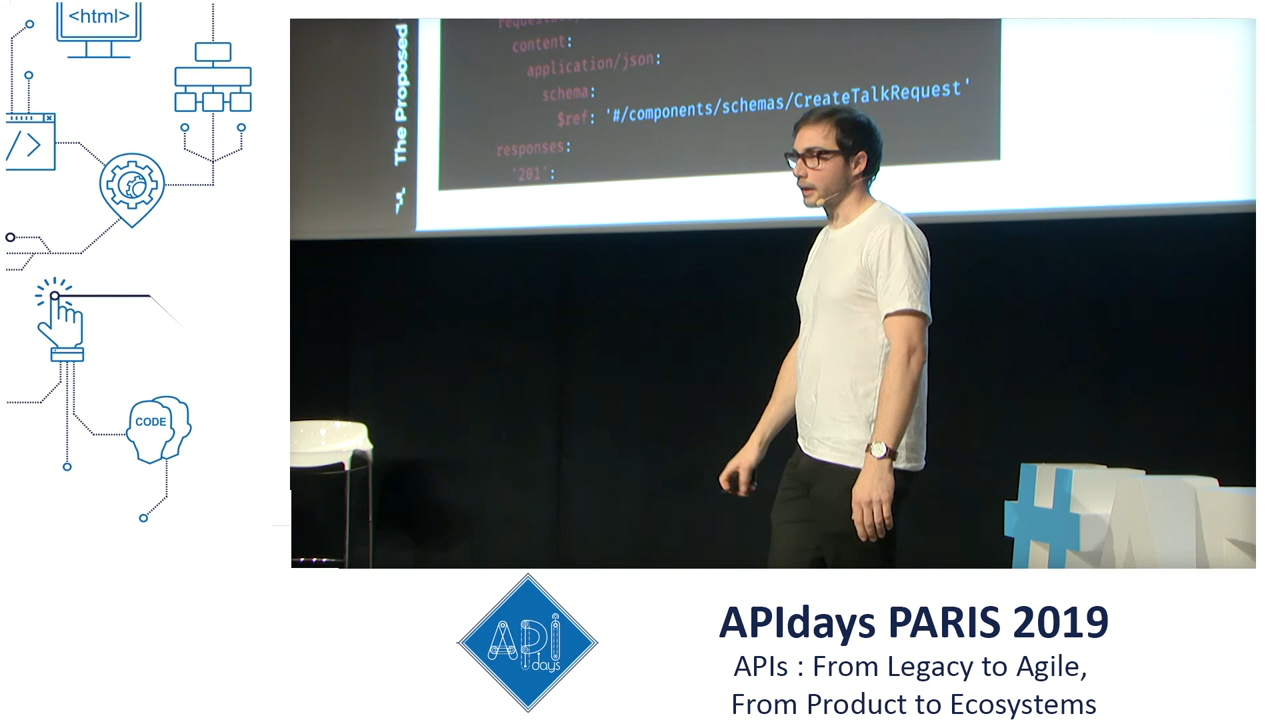 <html>
</>
CODE
The Proposed
content:
application/json:
schema:
$ref: '#/components/schemas/CreateTalkRequest'
responses:
'201':
#AP
API
days
APIdays PARIS 2019
APIs : From Legacy to Agile,
From Product to Ecosystems